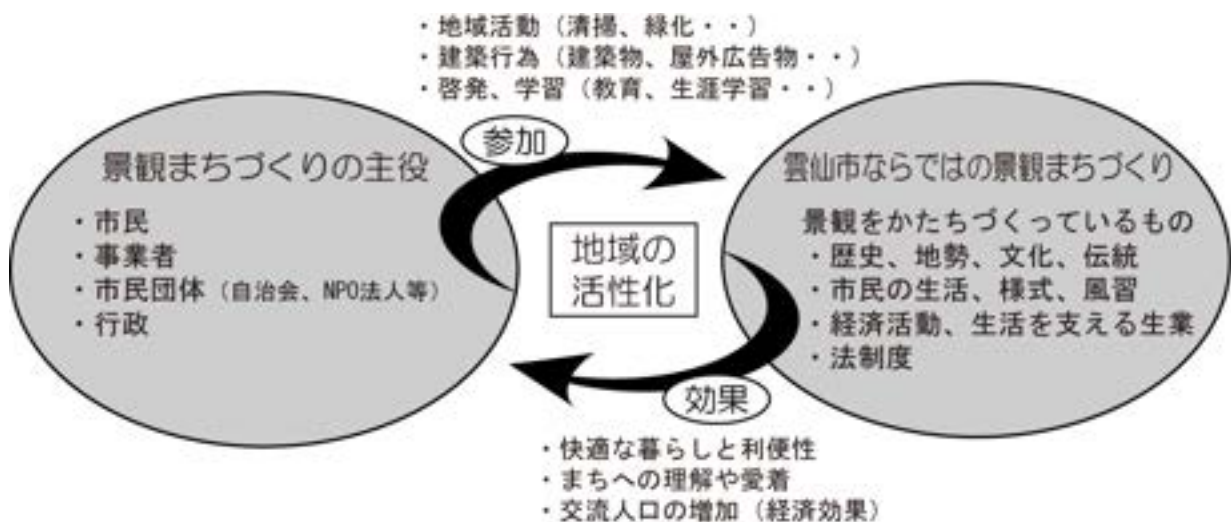 ・地域活動（清掃、緑化・・）
・建築行為（建築物、屋外広告物・・）
・啓発、学習（教育、生涯学習・・）
参加
景観まちづくりの主役
・市民
・事業者
・市民団体（自治会、NPO法人等）
・行政
地域の
活性化
雲仙市ならではの景観まちづくり
景観をかたちづくっているもの
・歴史、地勢、文化、伝統
・市民の生活、様式、風習
・経済活動、生活を支える生業
・法制度
効果
・快適な暮らしと利便性
・まちへの理解や愛着
・交流人口の増加（経済効果）